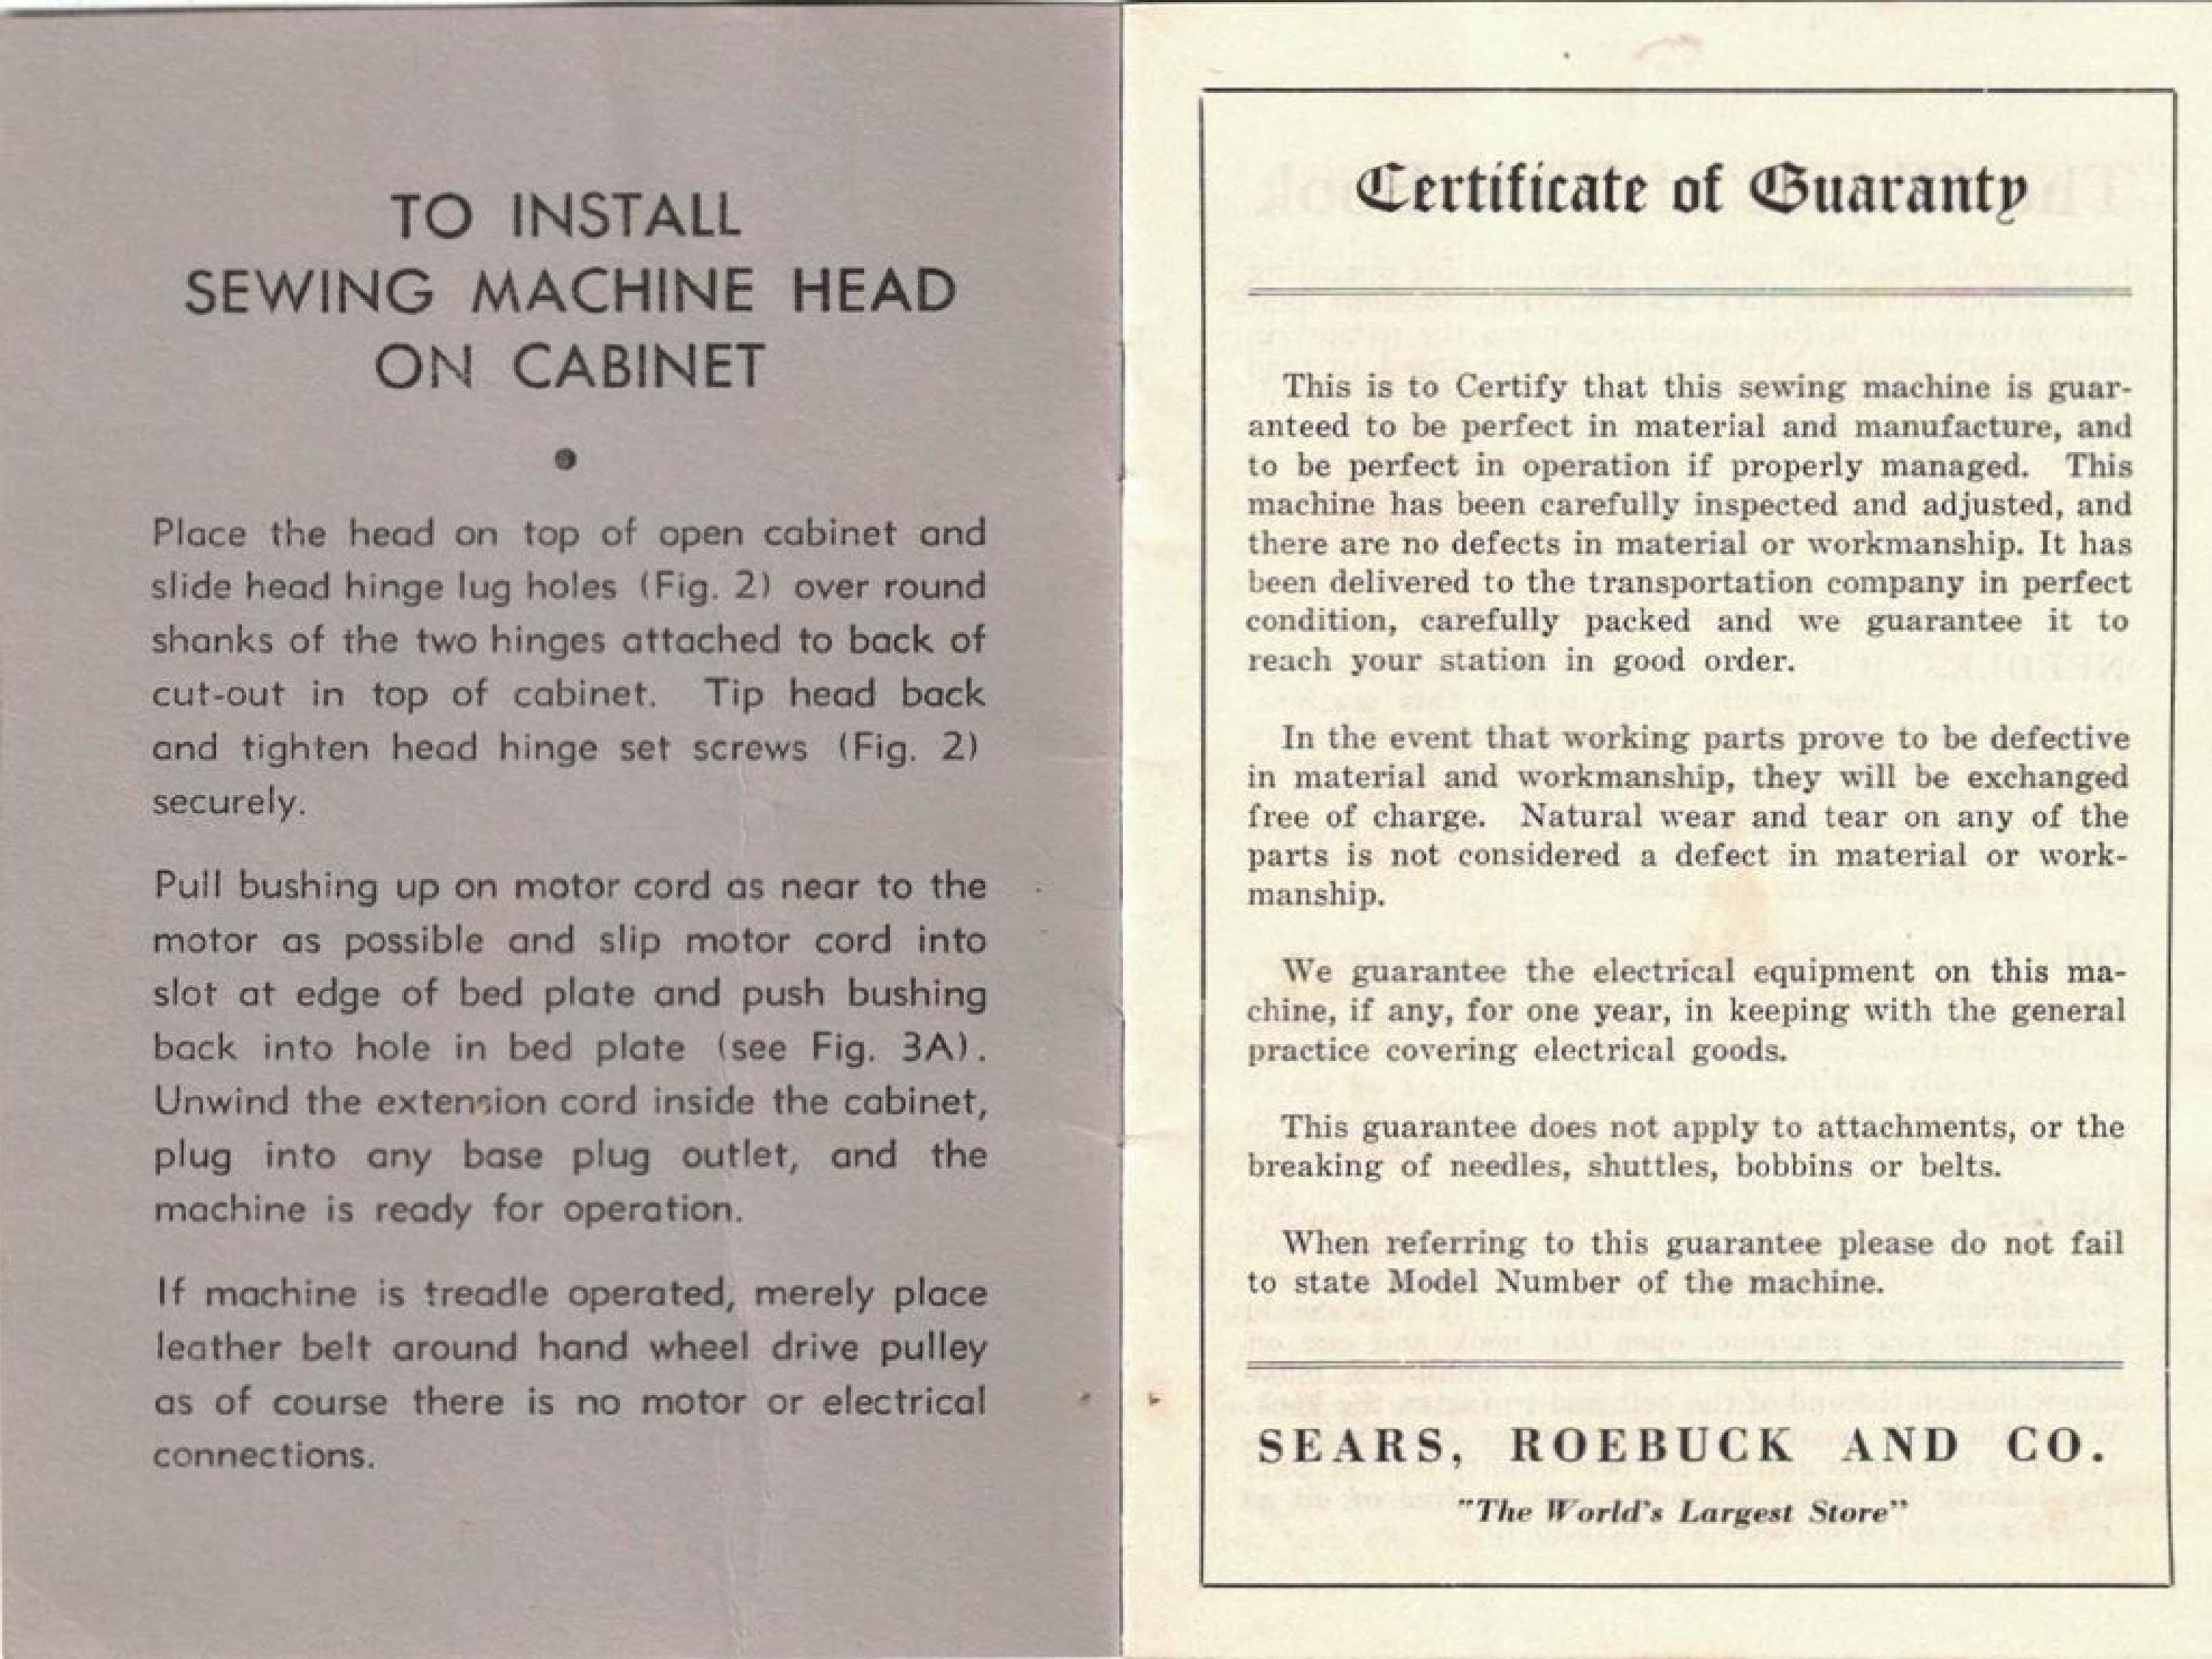 TO INSTALL
SEWING MACHINE HEAD
ON CABINET
Place the head on top of open cabinet and
slide head hinge lug holes (Fig. 2) over round
shanks of the two hinges attached to back of
cut-out in top of cabinet. Tip head back
and tighten head hinge set screws (Fig. 2)
securely.
Pull bushing up on motor cord as near to the
motor as possible and slip motor cord into
slot at edge of bed plate and push bushing
back into hole in bed plate (see Fig. 3A).
Unwind the extension cord inside the cabinet,
plug into any base plug outlet, and the
machine is ready for operation.
If machine is treadle operated, merely place
leather belt around hand wheel drive pulley
as of course there is no motor or electrical
connections.
Certificate of Guaranty
This is to Certify that this sewing machine is guar-
anteed to be perfect in material and manufacture, and
to be perfect in operation if properly managed. This
machine has been carefully inspected and adjusted, and
there are no defects in material or workmanship. It has
been delivered to the transportation company in perfect
condition, carefully packed and we guarantee it to
reach your station in good order.
In the event that working parts prove to be defective
in material and workmanship, they will be exchanged
free of charge. Natural wear and tear on any of the
parts is not considered a defect in material or work-
manship.
We guarantee the electrical equipment on this ma-
chine, if any, for one year, in keeping with the general
practice covering electrical goods.
This guarantee does not apply to attachments, or the
breaking of needles, shuttles, bobbins or belts.
When referring to this guarantee please do not fail
to state Model Number of the machine.
SEARS, ROEBUCK AND CO.
"The World's Largest Store"